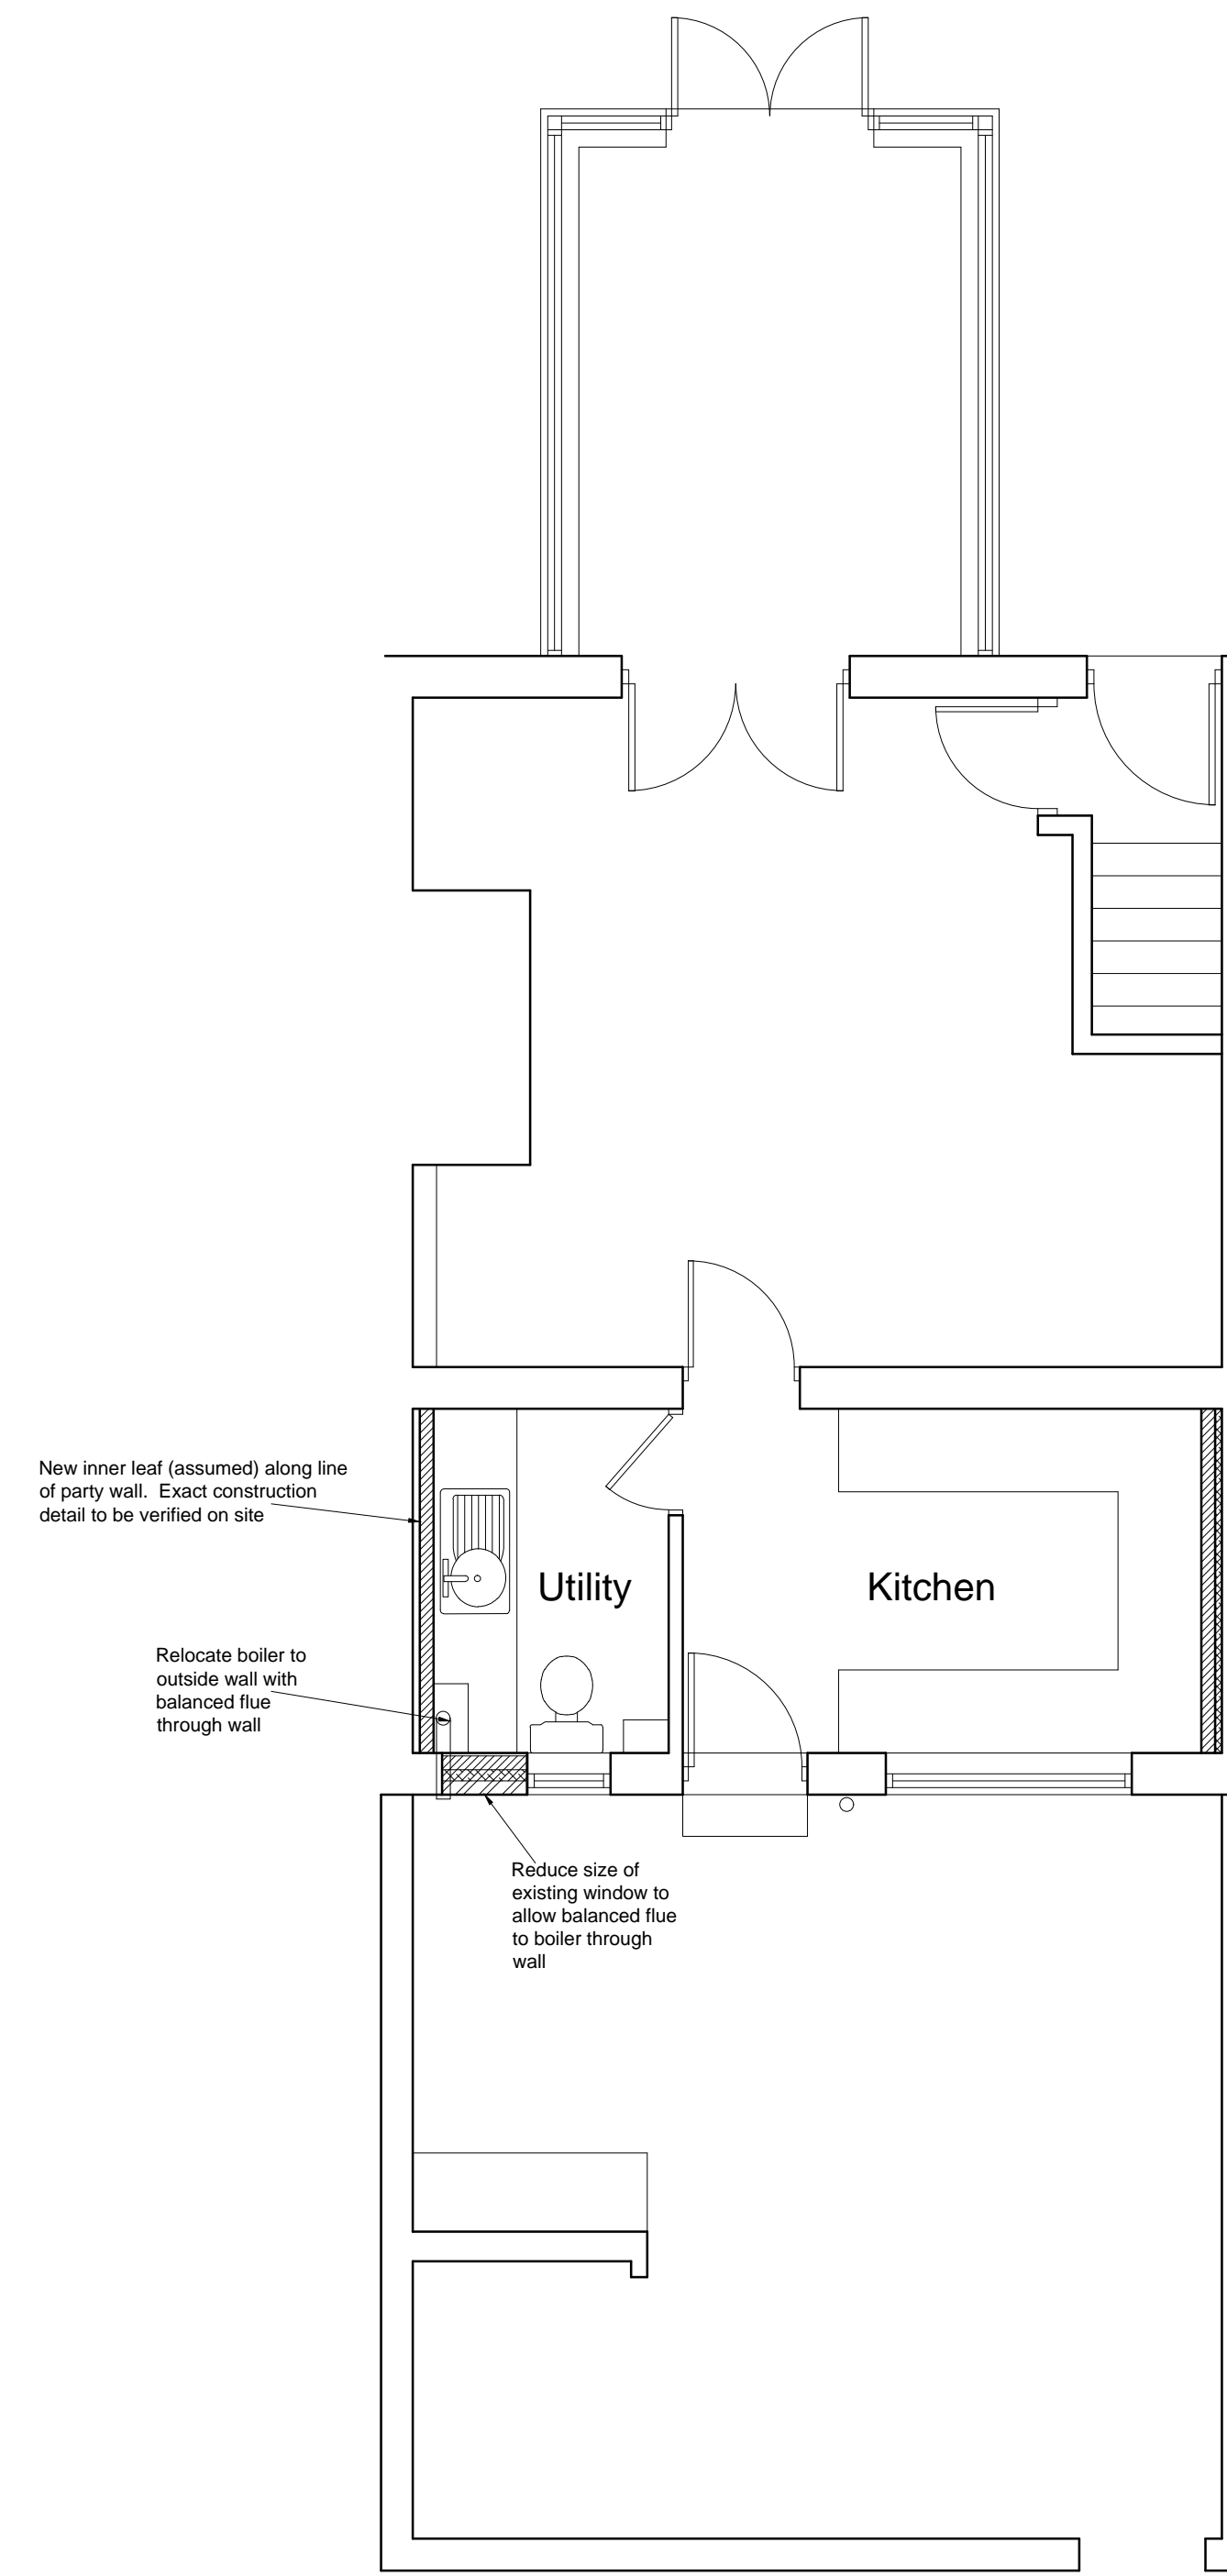 New inner leaf (assumed) along line
of party wall.  Exact construction
detail to be verified on site
Utility
Kitchen
Relocate boiler to
outside wall with
balanced flue
through wall
Reduce size of
existing window to
allow balanced flue
to boiler through
wall